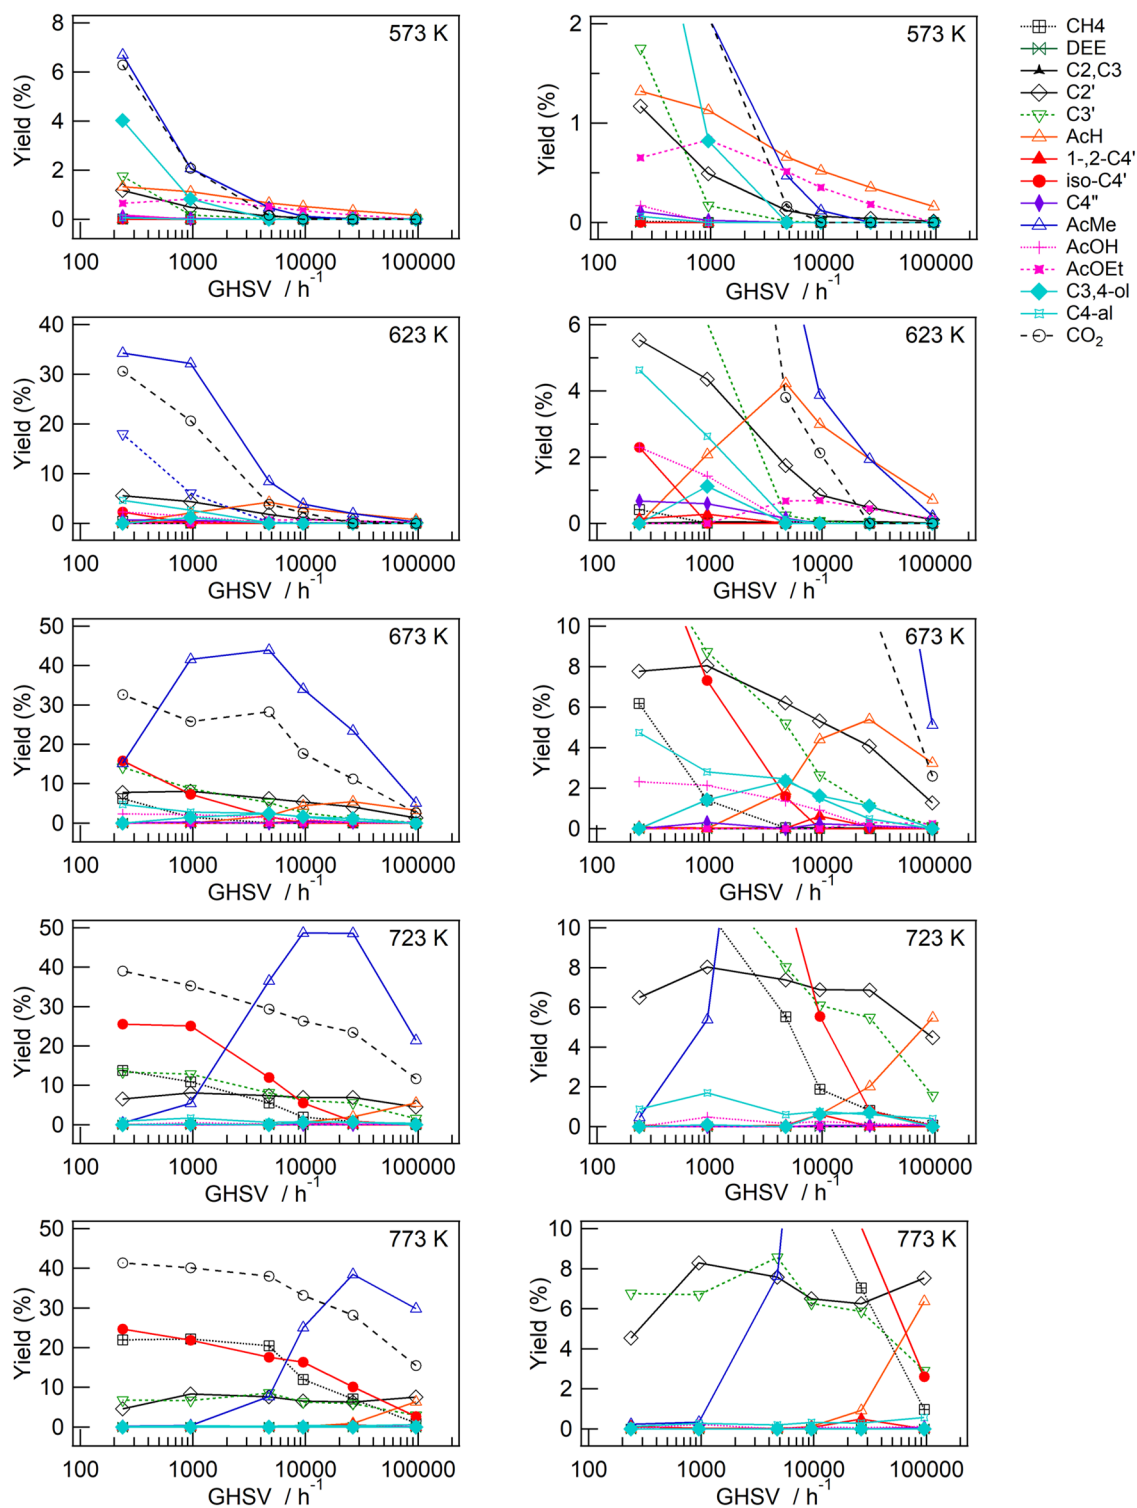 8
6
4
2
0
Yield (%)
573 K
100
1000
10000
100000
GHSV / h-1
2
1
0
Yield (%)
573 K
100
1000
10000
100000
GHSV / h-1
CH4
DEE
C2,C3
C2'
C3'
AcH
1-,2-C4'
iso-C4'
C4"
AcMe
AcOH
AcOEt
C3,4-ol
C4-al
CO2
40
30
20
10
0
Yield (%)
623 K
100
1000
10000
100000
GHSV / h-1
6
4
2
0
Yield (%)
623 K
100
1000
10000
100000
GHSV / h-1
50
40
30
20
10
0
Yield (%)
673 K
100
1000
10000
100000
GHSV / h-1
10
8
6
4
2
0
Yield (%)
673 K
100
1000
10000
100000
GHSV / h-1
50
40
30
20
10
0
Yield (%)
723 K
100
1000
10000
100000
GHSV / h-1
10
8
6
4
2
0
Yield (%)
723 K
100
1000
10000
100000
GHSV / h-1
50
40
30
20
10
0
Yield (%)
773 K
100
1000
10000
100000
GHSV / h-1
10
8
6
4
2
0
Yield (%)
773 K
100
1000
10000
100000
GHSV / h-1